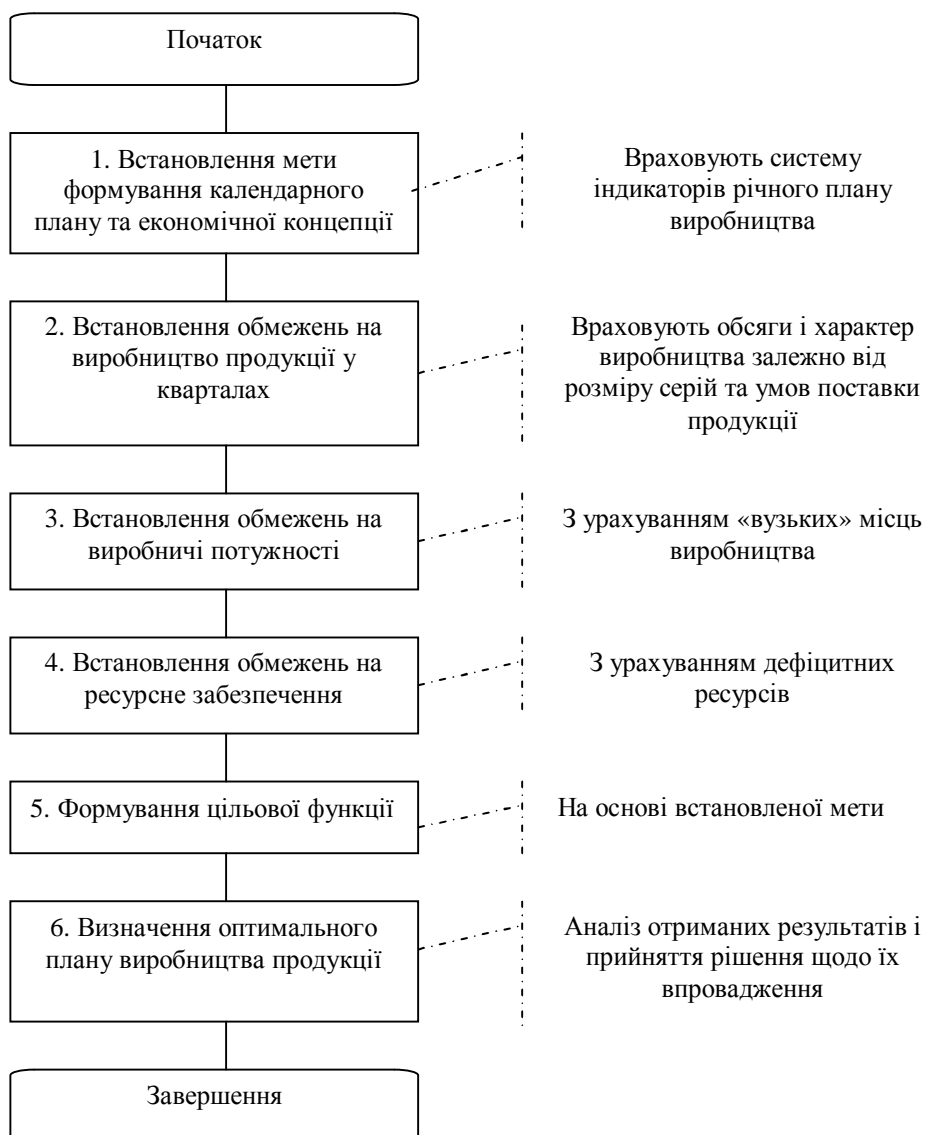 Початок
1. Встановлення мети
формування календарного
плану та економічної концепції
Враховують систему
індикаторів річного плану
виробництва
2. Встановлення обмежень на
виробництво продукції у
кварталах
Враховують обсяги і характер
виробництва залежно від
розміру серій та умов поставки
продукції
3. Встановлення обмежень на
виробничі потужності
З урахуванням «вузьких» місць
виробництва
4. Встановлення обмежень на
ресурсне забезпечення
З урахуванням дефіцитних
ресурсів
5. Формування цільової функції
На основі встановленої мети
6. Визначення оптимального
плану виробництва продукції
Аналіз отриманих результатів і
прийняття рішення щодо їх
впровадження
Завершення